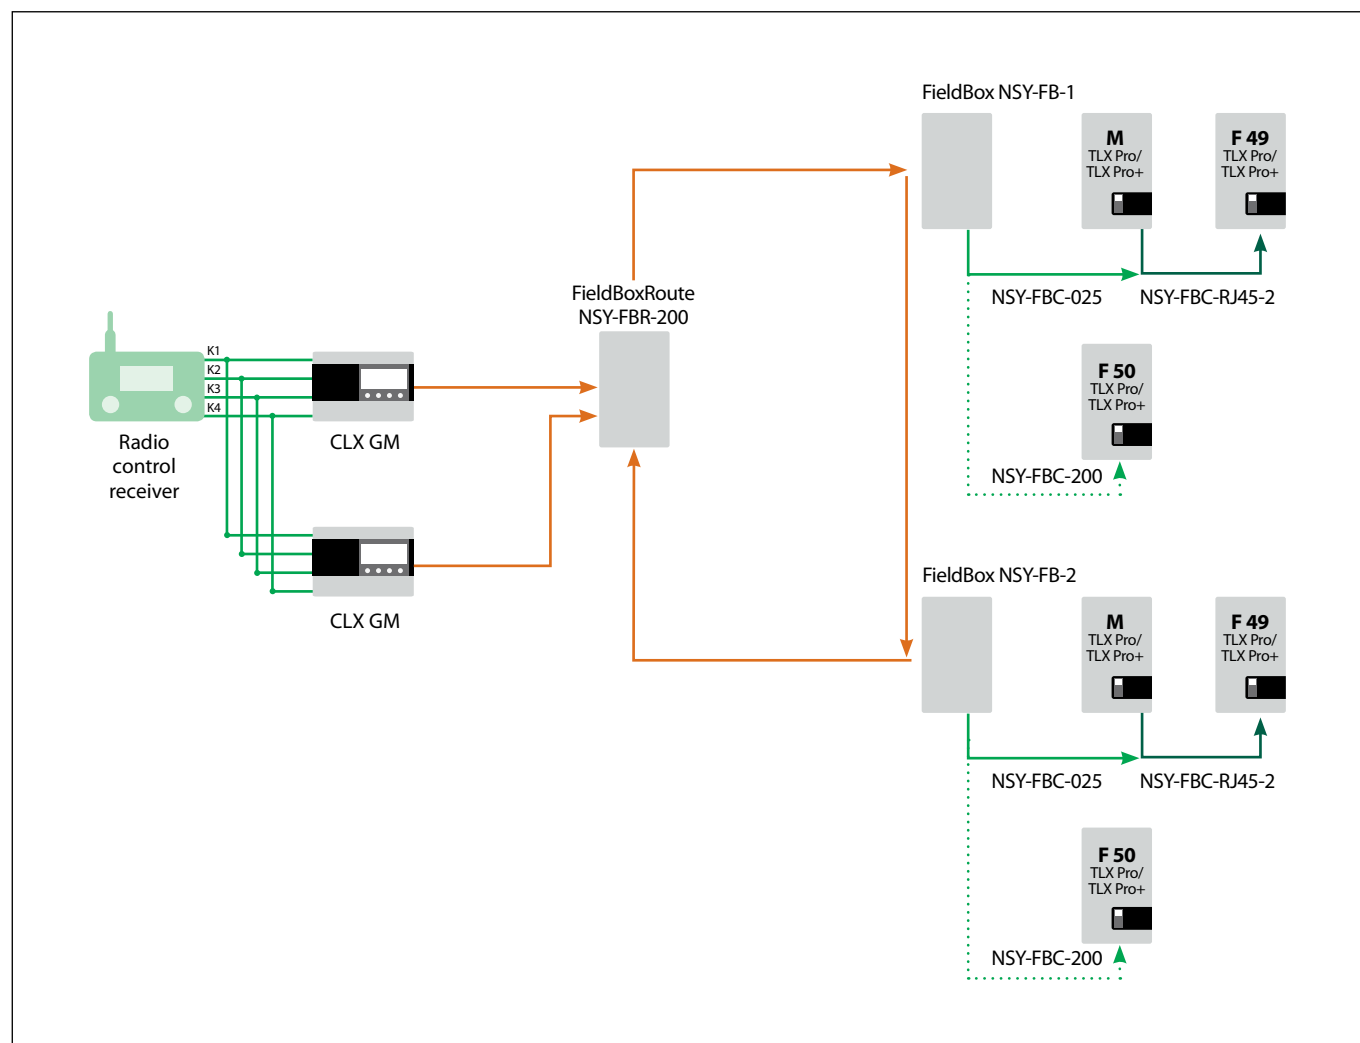 FieldBox NSY-FB-1
M
TLX Pro/
TLX Pro+
F 49
TLX Pro/
TLX Pro+
NSY-FBC-025
NSY-FBC-RJ45-2
FieldBoxRoute
NSY-FBR-200
K1
K2
K3
K4
Radio
control
receiver
CLX GM
F 50
TLX Pro/
TLX Pro+
NSY-FBC-200
CLX GM
FieldBox NSY-FB-2
M
TLX Pro/
TLX Pro+
F 49
TLX Pro/
TLX Pro+
NSY-FBC-025
NSY-FBC-RJ45-2
F 50
TLX Pro/
TLX Pro+
NSY-FBC-200